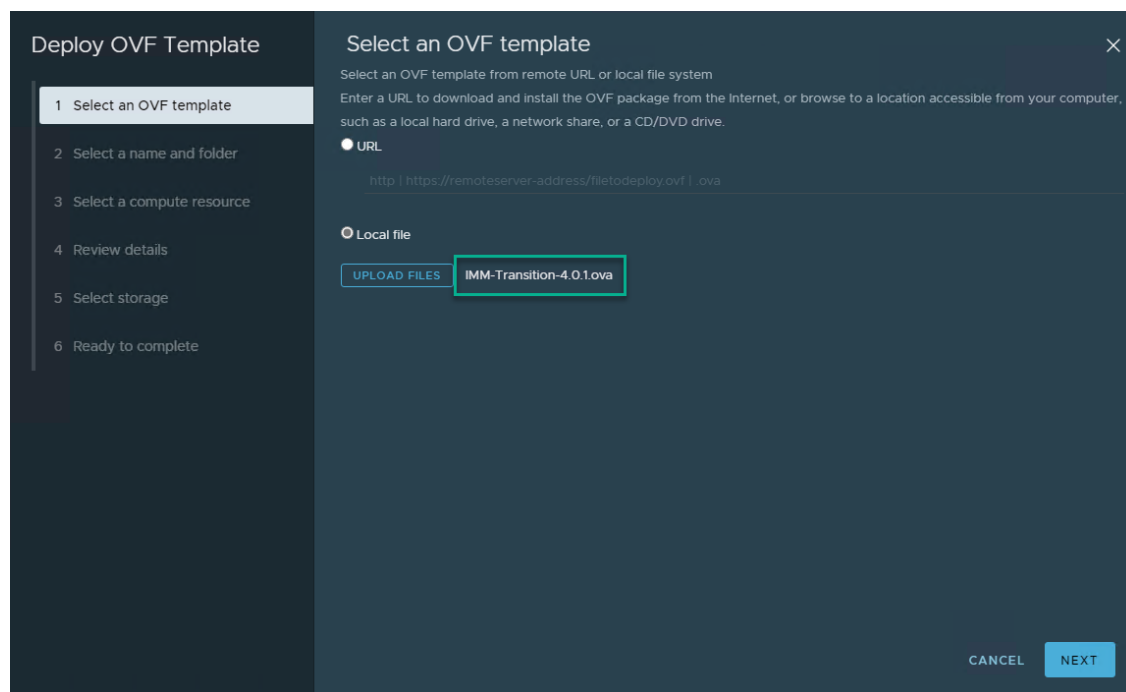 Deploy OVF Template
1 Select an OVF template
2 Select a name and folder
3 Select a compute resource
4 Review details
5 Select storage
6 Ready to complete
Select an OVF template
Select an OVF template from remote URL or local file system
Enter a URL to download and install the OVF package from the Internet, or browse to a location accessible from your computer,
such as a local hard drive, a network share, or a CD/DVD drive.
URL
http | https://remoteserver-address/filetodeploy.ovf | .ova
Local file
UPLOAD FILES IMM-Transition-4.0.1.ova
CANCEL NEXT